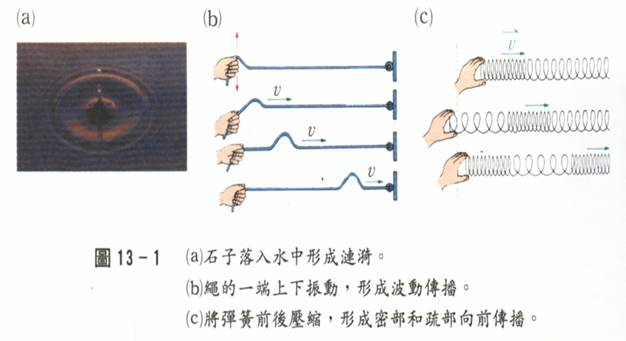 (a)
(b)
(c)
v
v
v
v
圖 13-1 (a)石子落入水中形成漣漪。
(b)繩的一端上下振動，形成波動傳播。
(c)將彈簧前後壓縮，形成密部和疏部向前傳播。